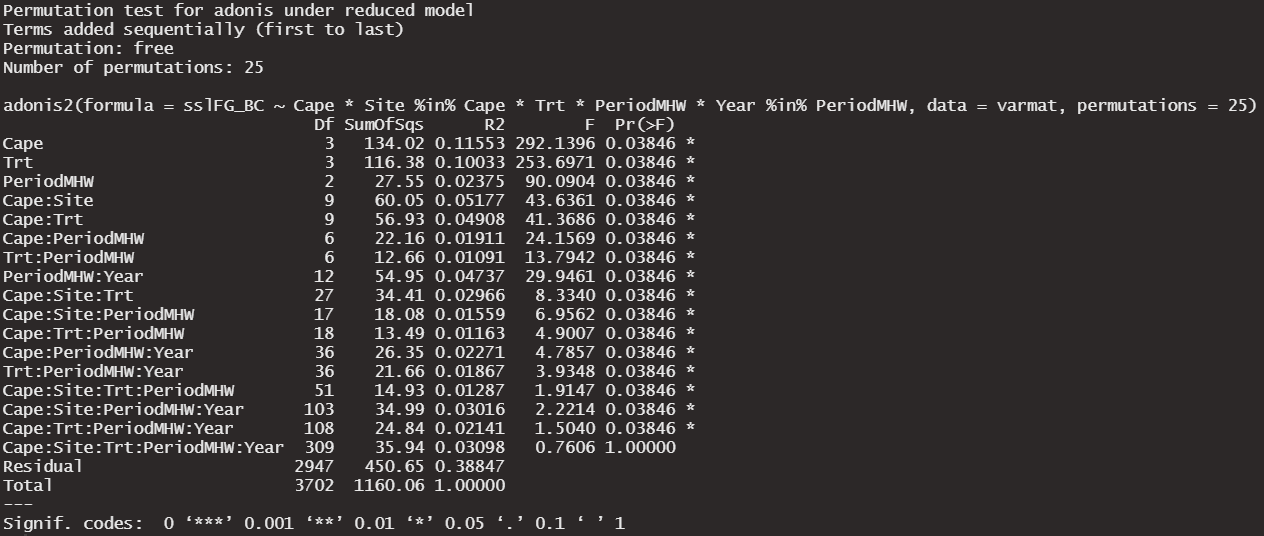 Permutation test for adonis under reduced model
Terms added sequentially (first to last)
Permutation: free
Number of permutations: 25

adonis2(formula = sslFG_BC ~ Cape * Site %in% Cape * Trt * PeriodMHW * Year %in% PeriodMHW, data = varmat, permutations = 25)
Df SumOfSqs R2 F Pr(>F)
Cape 3 134.02 0.11553 292.1396 0.03846 *
Trt 3 116.38 0.10033 253.6971 0.03846 *
PeriodMHW 2 27.55 0.02375 90.0904 0.03846 *
Cape:Site 9 60.05 0.05177 43.6361 0.03846 *
Cape:Trt 9 56.93 0.04908 41.3686 0.03846 *
Cape:PeriodMHW 6 22.16 0.01911 24.1569 0.03846 *
Trt:PeriodMHW 6 12.66 0.01091 13.7942 0.03846 *
PeriodMHW:Year 12 54.95 0.04737 29.9461 0.03846 *
Cape:Site:Trt 27 34.41 0.02966 8.3340 0.03846 *
Cape:Site:PeriodMHW 17 18.08 0.01559 6.9562 0.03846 *
Cape:Trt:PeriodMHW 18 13.49 0.01163 4.9007 0.03846 *
Cape:PeriodMHW:Year 36 26.35 0.02271 4.7857 0.03846 *
Trt:PeriodMHW:Year 36 21.66 0.01867 3.9348 0.03846 *
Cape:Site:Trt:PeriodMHW 51 14.93 0.01287 1.9147 0.03846 *
Cape:Site:PeriodMHW:Year 103 34.99 0.03016 2.2214 0.03846 *
Cape:Trt:PeriodMHW:Year 108 24.84 0.02141 1.5040 0.03846 *
Cape:Site:Trt:PeriodMHW:Year 309 35.94 0.03098 0.7606 1.00000
Residual 2947 450.65 0.38847
Total 3702 1160.06 1.00000
---
Signif. codes: 0 ‘***’ 0.001 ‘**’ 0.01 ‘*’ 0.05 ‘.’ 0.1 ‘ ’ 1